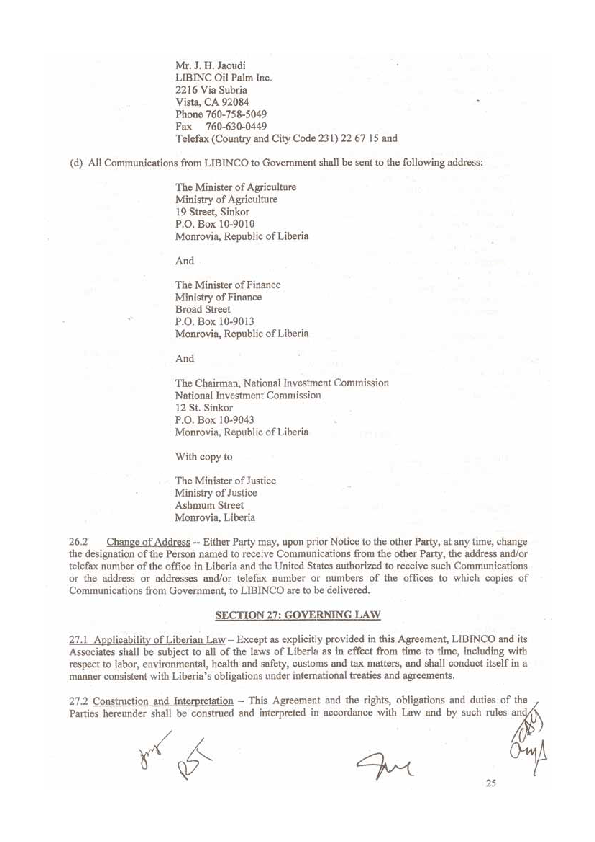 Mr. J. H. Jaeudi
LIBINC Oil Palm Inc.
2216 Via Subria
Vista, CA 92084
Phone 760-758-5049
Fax 760-630-0449
Telefax (Country and City Code 231) 22 67 15 and
(d) All Communications from LIBINCO to Government shall be sent to the following address:
The Minister of Agriculture
Ministry of Agriculture
19 Street, Sinkor
P.O. Box 10-9010
Monrovia, Republic of Liberia
And
The Minister of Finance
Ministry of Finance
Broad Street
P.O. Box 10-9013
Monrovia, Republic of Liberia
And
The Chairman, National Investment Commission
National Investment Commission
12 St. Sinkor
P.O. Box 10-9043
Monrovia, Republic of Liberia
With copy to
The Minister of Justice
Ministry of Justice
Ashmum Street
Monrovia, Liberia
26.2 Change of Address -- Either Party may, upon prior Notice to the other Party, at any time, change
the designation of the Person named to receive Communications from the other Party, the address and/or
telefax number of the office in Liberia and the United States authorized to receive such Communications
or the address or addresses and/or telefax number or numbers of the offices to which copies of
Communications from Government, to LIBINCO are to be delivered.
SECTION 27: GOVERNING LAW
27.1 Applicability of Liberian Law – Except as explicitly provided in this Agreement, LIBINCO and its
Associates shall be subject to all of the laws of Liberia as in effect from time to time, including with
respect to labor, environmental, health and safety, customs and tax matters, and shall conduct itself in a
manner consistent with Liberia's obligations under international treaties and agreements.
27.2 Construction and Interpretation – This Agreement and the rights, obligations and duties of the
Parties hereunder shall be construed and interpreted in accordance with Law and by such rules and
25